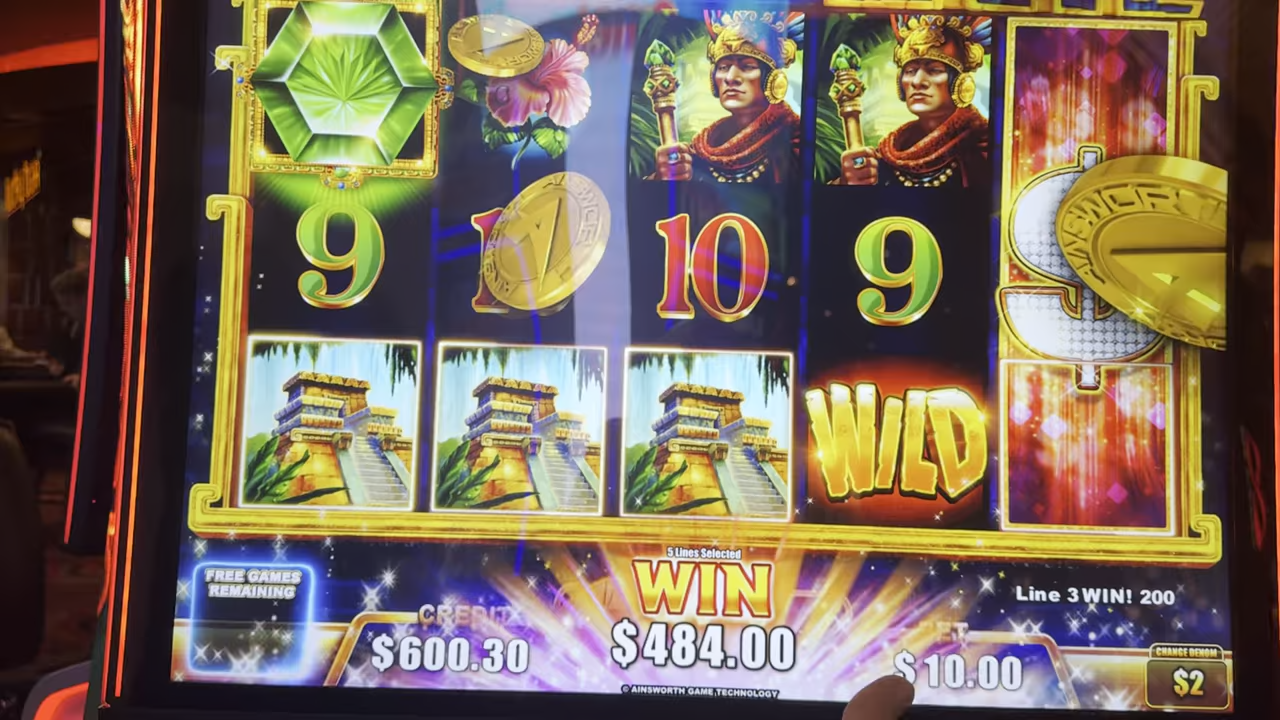 9
10
9
WILD
5 Lines Selected
WIN
FREE GAMES
REMAINING
Line 3 WIN! 200
CREDIT
$600.30
$484.00
$10.00
CHANGE DENOM
$2
© AINSWORTH GAME TECHNOLOGY